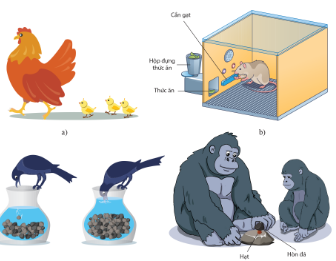 Cần gạt
Hộp đựng
thức ăn
Thức ăn
a)
b)
Hạt
Hòn đá